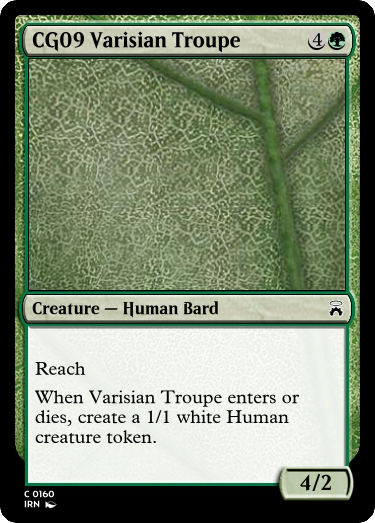 CG09 Varisian Troupe 4
Creature — Human Bard
Reach
When Varisian Troupe enters or
dies, create a 1/1 white Human
creature token.
4/2
C 0160
IRN